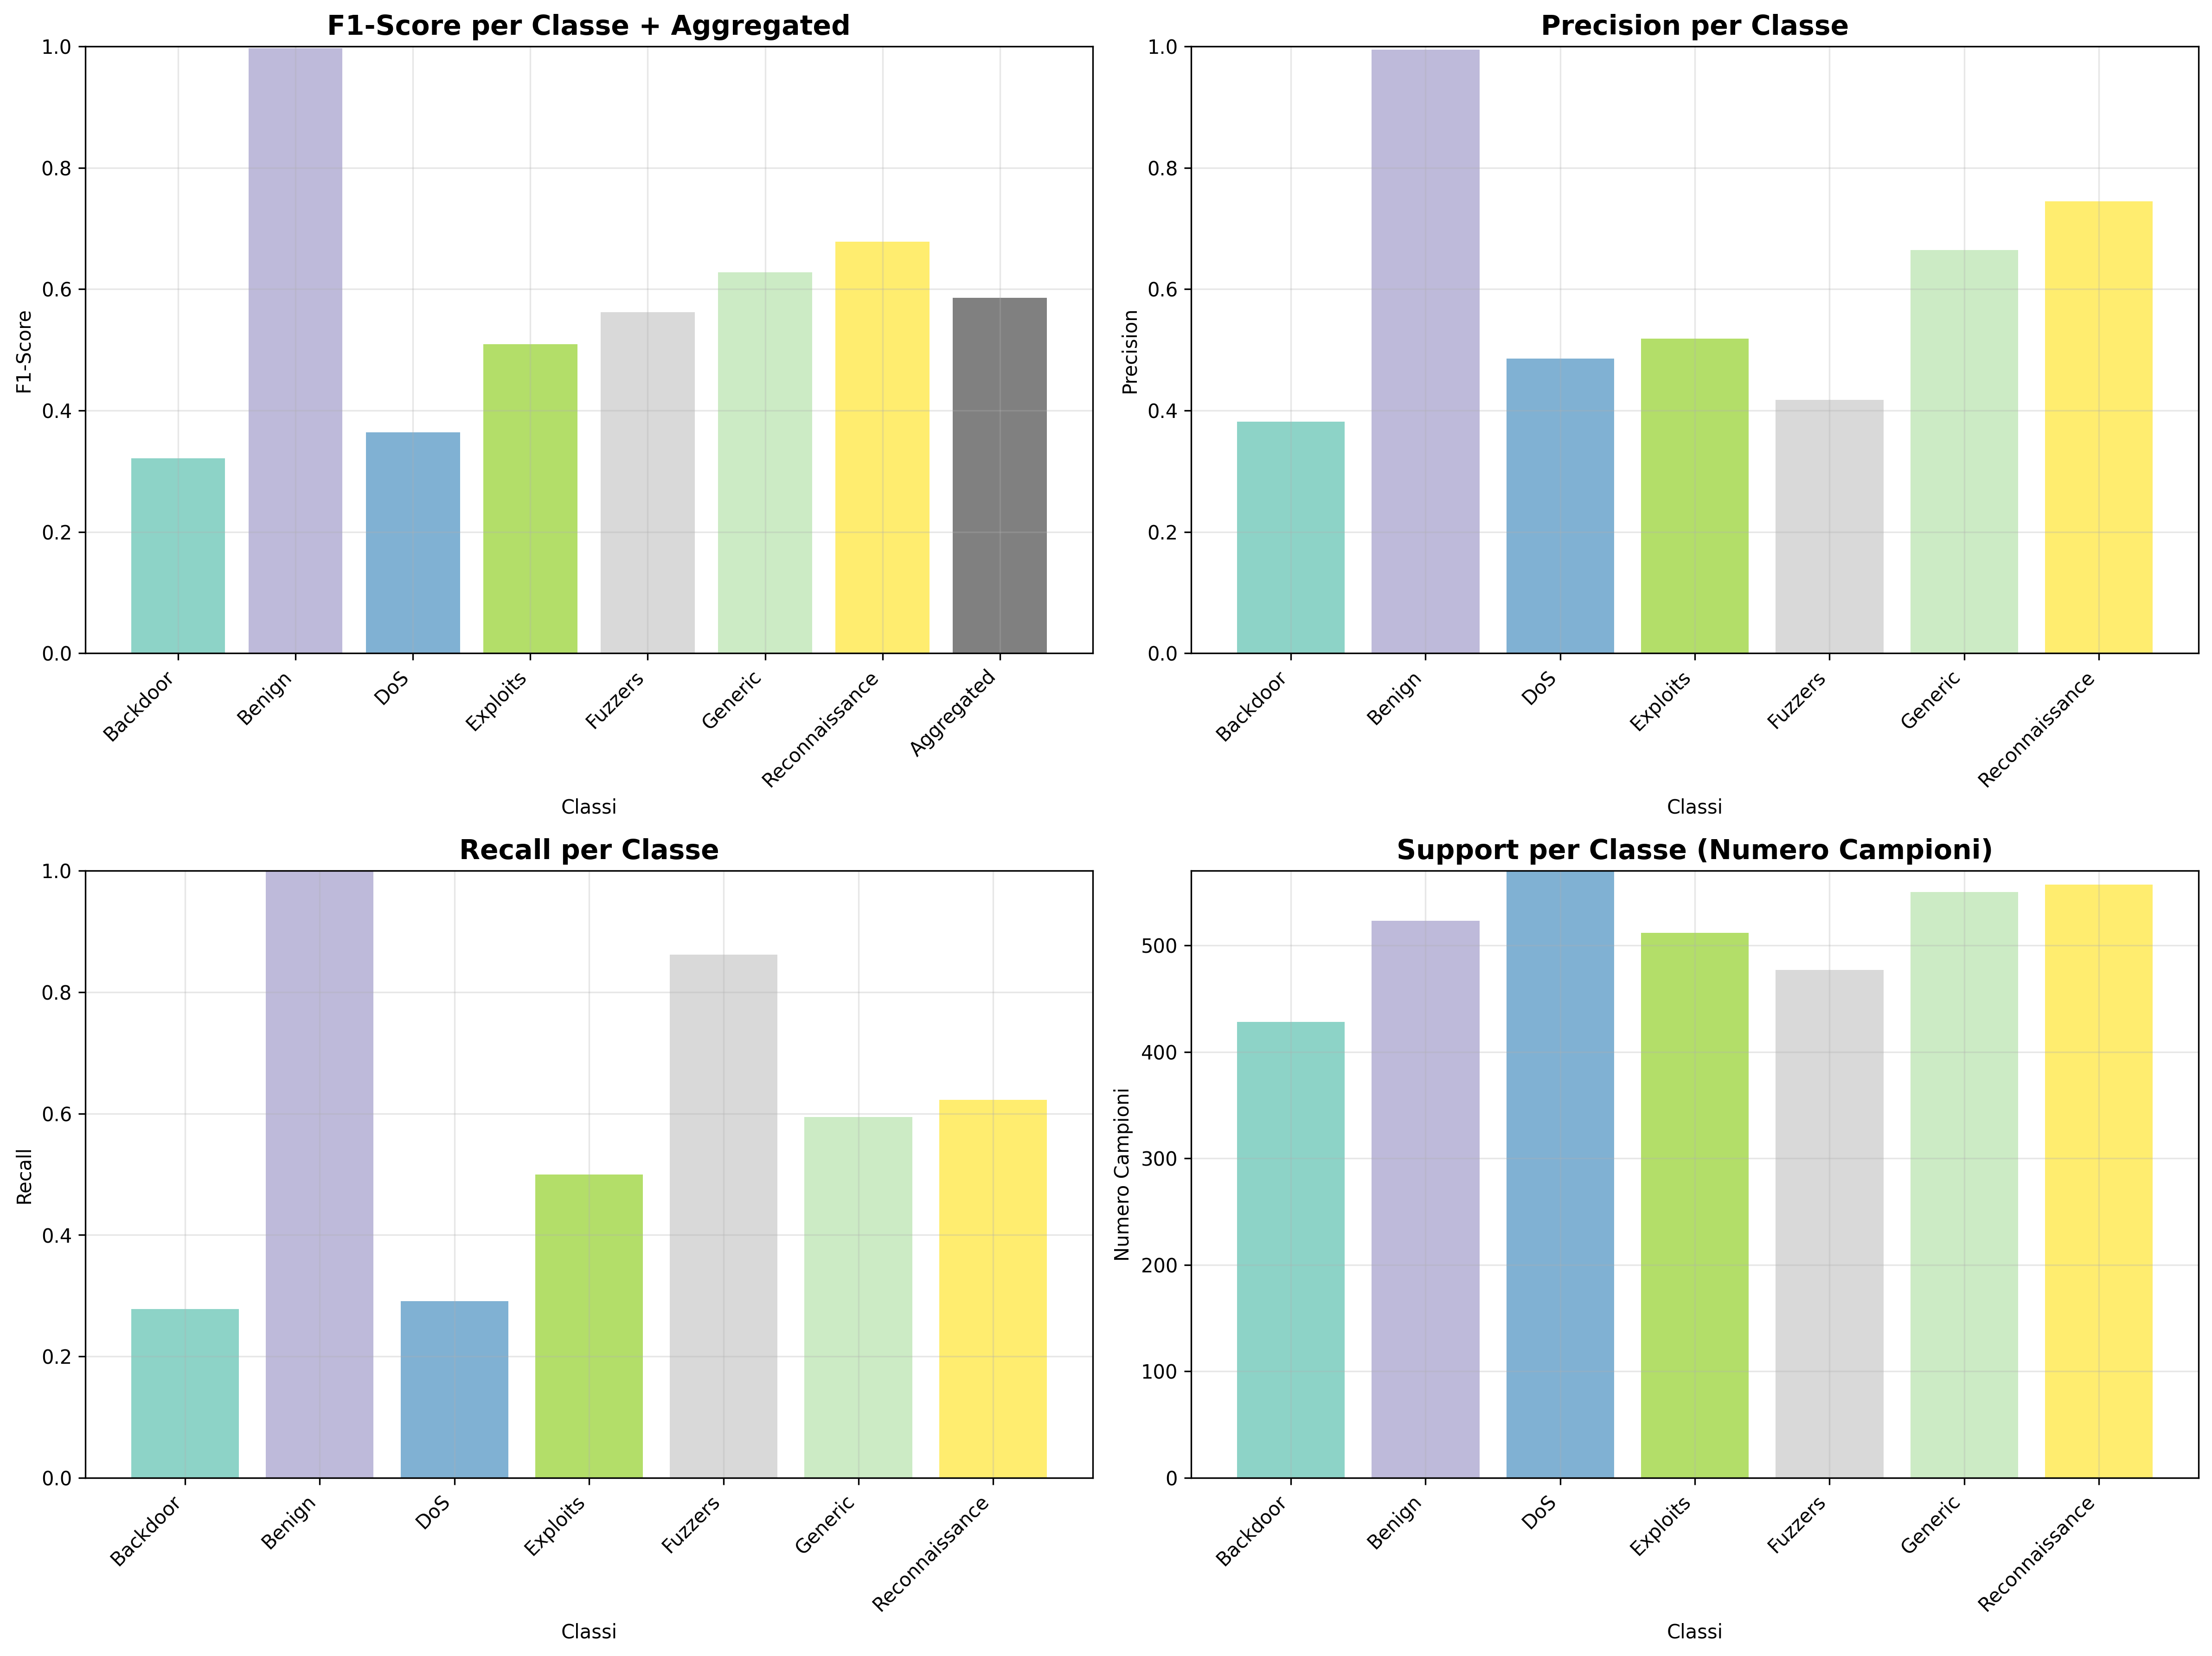 F1-Score per Classe + Aggregated
1.0
0.8
0.6
0.4
0.2
0.0
F1-Score
Backdoor
Benign
DoS
Exploits
Fuzzers
Generic
Reconnaissance
Aggregated
Classi
Precision per Classe
1.0
0.8
0.6
0.4
0.2
0.0
Precision
Backdoor
Benign
DoS
Exploits
Fuzzers
Generic
Reconnaissance
Classi
Recall per Classe
1.0
0.8
0.6
0.4
0.2
0.0
Recall
Backdoor
Benign
DoS
Exploits
Fuzzers
Generic
Reconnaissance
Classi
Support per Classe (Numero Campioni)
500
400
300
200
100
0
Numero Campioni
Backdoor
Benign
DoS
Exploits
Fuzzers
Generic
Reconnaissance
Classi